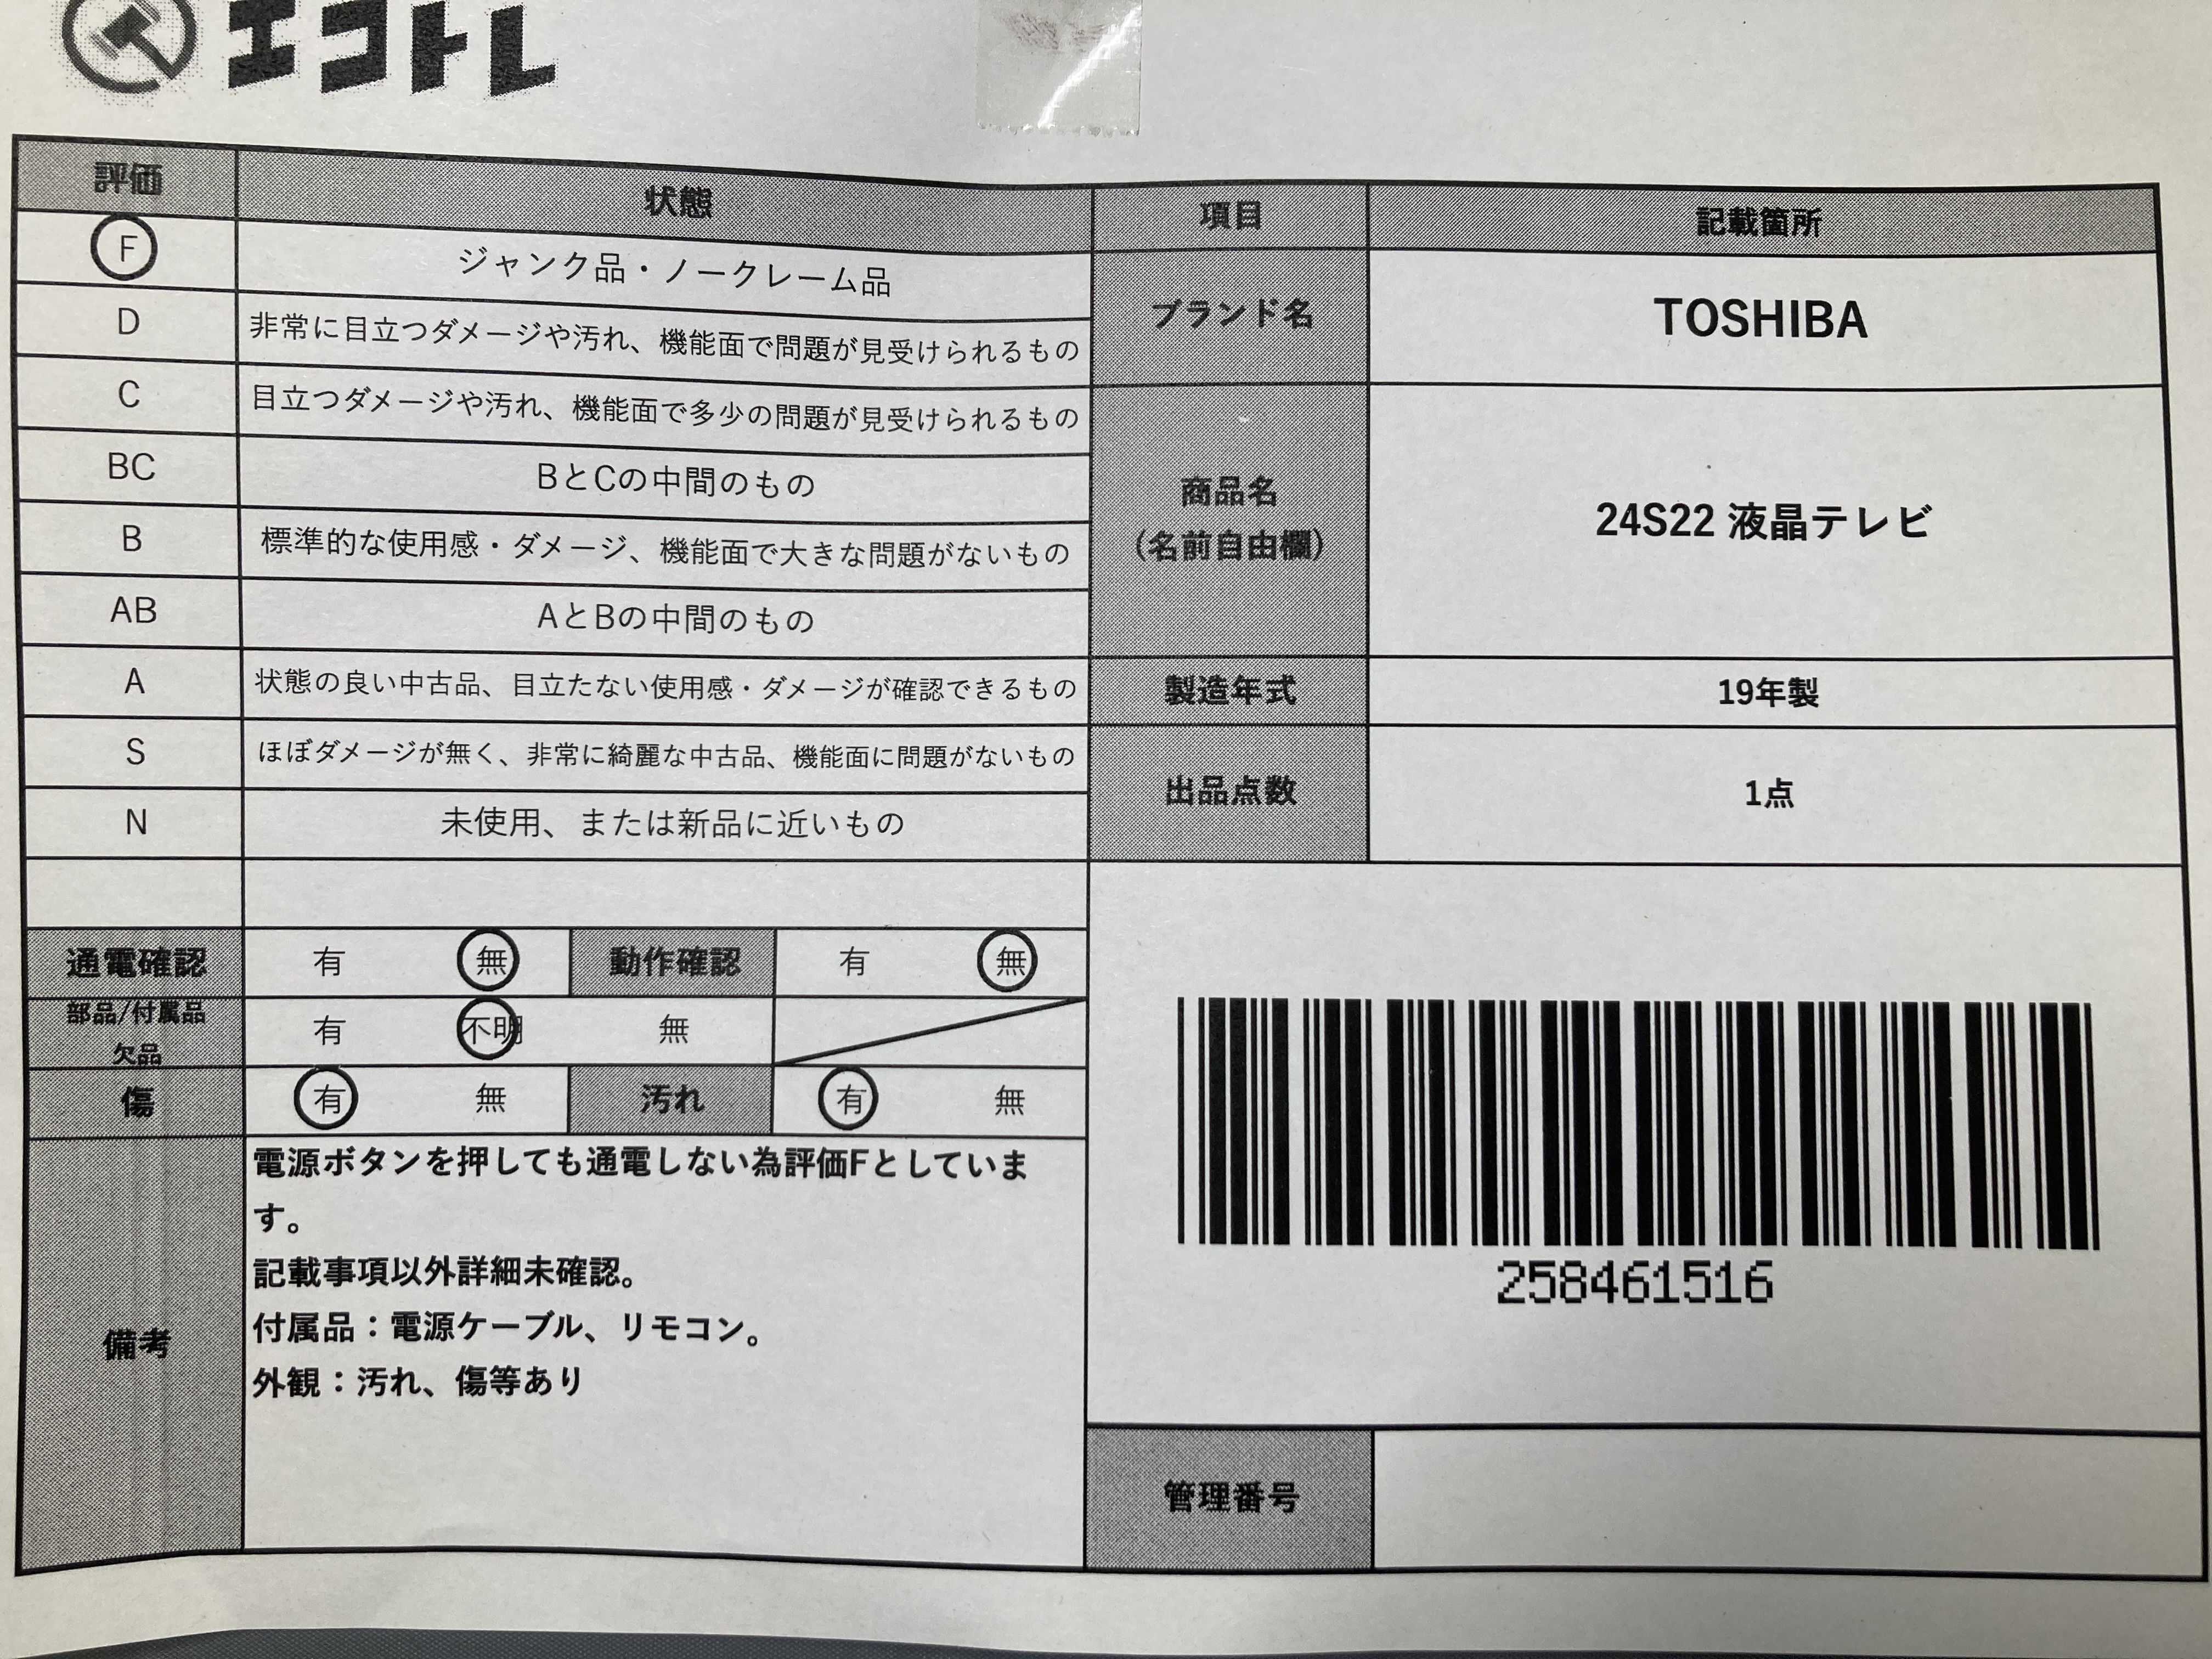 エコトレ
評価 状態
F ジャンク品・ノークレーム品
D 非常に目立つダメージや汚れ、機能面で問題が見受けられるもの
C 目立つダメージや汚れ、機能面で多少の問題が見受けられるもの
BC BとCの中間のもの
B 標準的な使用感・ダメージ、機能面で大きな問題がないもの
AB AとBの中間のもの
A 状態の良い中古品、目立たない使用感・ダメージが確認できるもの
S ほぼダメージが無く、非常に綺麗な中古品、機能面に問題がないもの
N 未使用、または新品に近いもの
通電確認 有 無 動作確認 有 無
部品/付属品
欠品 有 不明 無
傷 有 無 汚れ 有 無
備考
電源ボタンを押しても通電しない為評価Fとしていま
す。
記載事項以外詳細未確認。
付属品：電源ケーブル、リモコン。
外観：汚れ、傷等あり
項目 記載箇所
ブランド名 TOSHIBA
商品名
（名前自由欄） 24S22 液晶テレビ
製造年式 19年製
出品点数 1点
258461516
管理番号